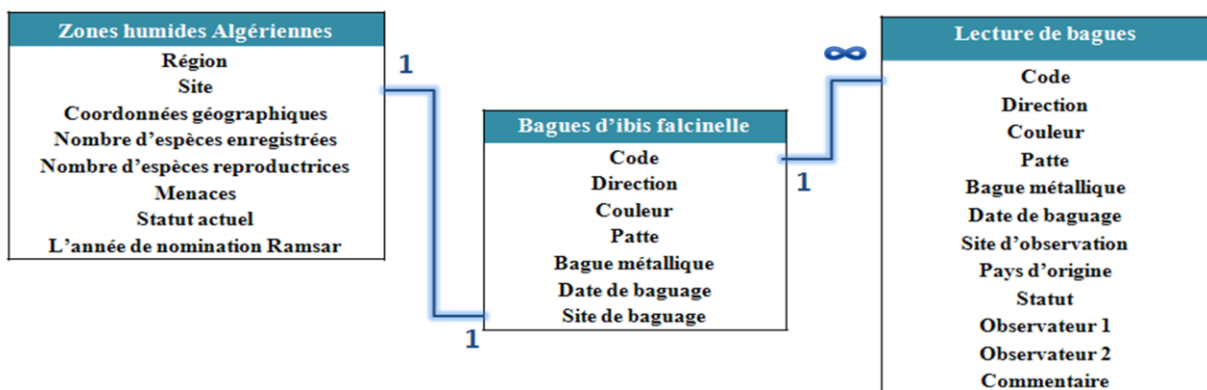 Zones humides Algériennes
Région
Site
Coordonnées géographiques
Nombre d'espèces enregistrées
Nombre d'espèces reproductrices
Menaces
Statut actuel
L'année de nomination Ramsar
1
1
Bagues d'ibis falcinelle
Code
Direction
Couleur
Patte
Bague métallique
Date de baguage
Site de baguage
1
∞
Lecture de bagues
Code
Direction
Couleur
Patte
Bague métallique
Date de baguage
Site d'observation
Pays d'origine
Statut
Observateur 1
Observateur 2
Commentaire